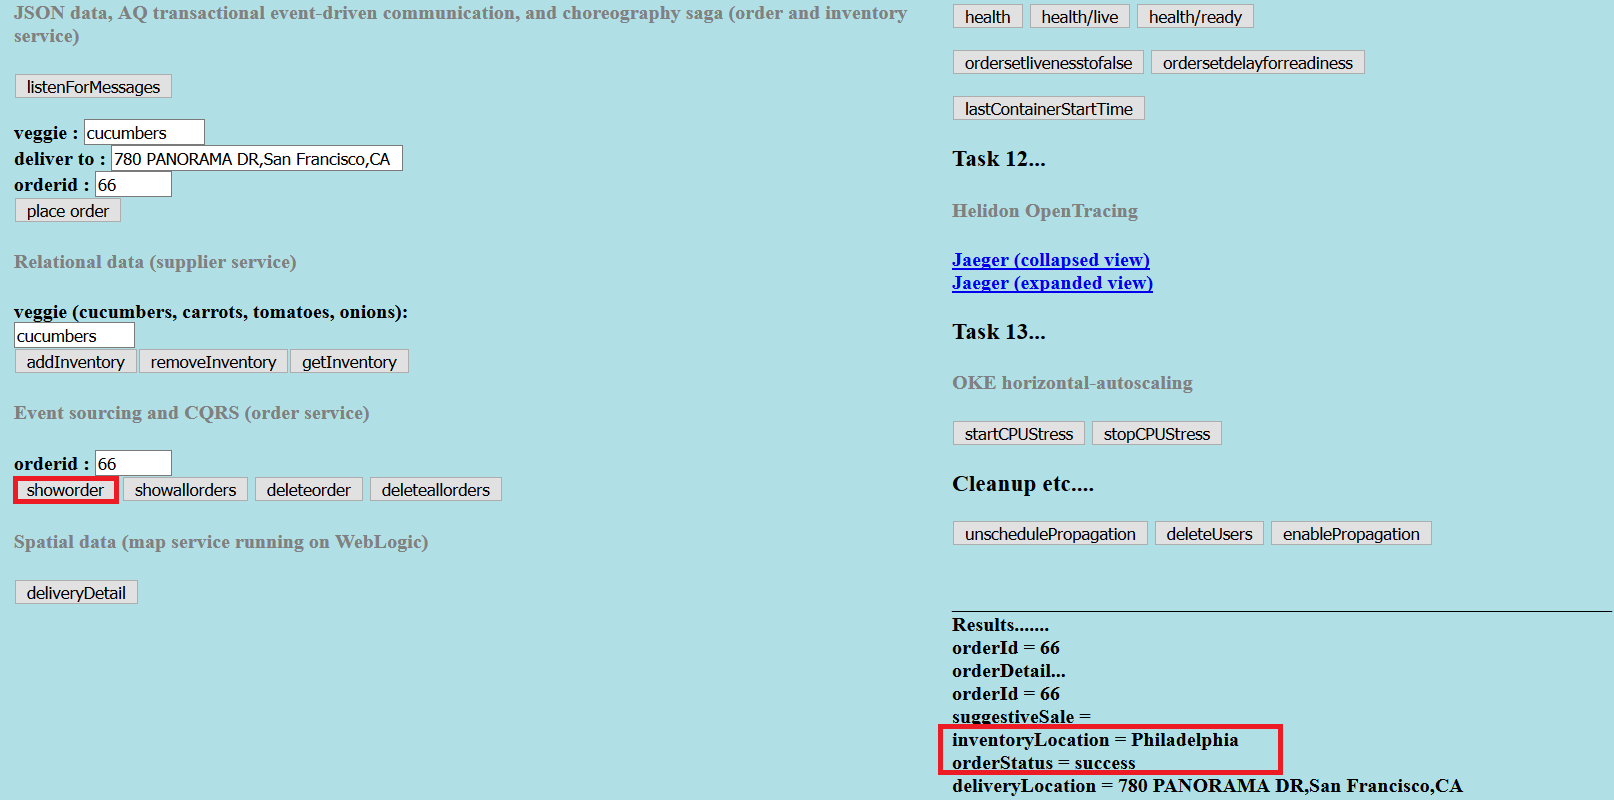 JSON data, AQ transactional event-driven communication, and choreography saga (order and inventory
service)
listenForMessages
veggie : cucumbers
deliver to : 780 PANORAMA DR,San Francisco,CA
orderid : 66
place order
Relational data (supplier service)
veggie (cucumbers, carrots, tomatoes, onions):
cucumbers
addInventory removeInventory getInventory
Event sourcing and CQRS (order service)
orderid : 66
showorder showallorders deleteorder deleteallorders
Spatial data (map service running on WebLogic)
deliveryDetail
health health/live health/ready
ordersetlivenesstofalse ordersetdelayforreadiness
lastContainerStartTime
Task 12...
Helidon OpenTracing
Jaeger (collapsed view)
Jaeger (expanded view)
Task 13...
OKE horizontal-autoscaling
startCPUStress stopCPUStress
Cleanup etc....
unschedulePropagation deleteUsers enablePropagation
Results.......
orderId = 66
orderDetail...
orderId = 66
suggestiveSale =
inventoryLocation = Philadelphia
orderStatus = success
deliveryLocation = 780 PANORAMA DR,San Francisco,CA